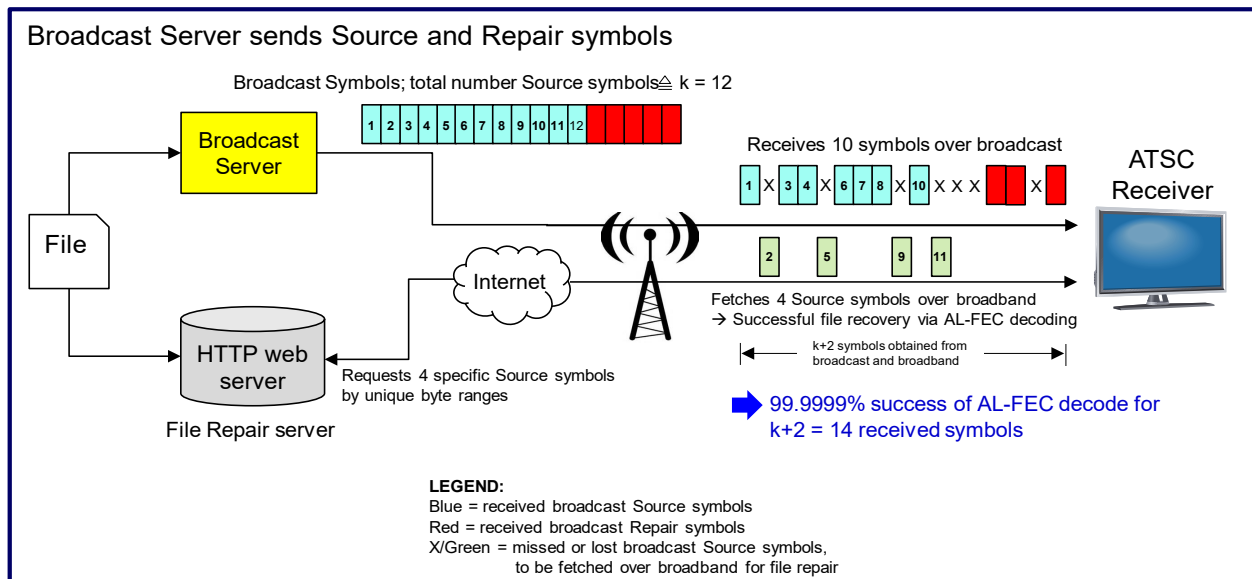 Broadcast Server sends Source and Repair symbols
Broadcast Symbols; total number Source symbols≜ k = 12
1 2 3 4 5 6 7 8 9 10 11 12
Broadcast
Server
Receives 10 symbols over broadcast
1 X 3 4 X 6 7 8 X 10 X X X X
ATSC
Receiver
File
2 5 9 11
Internet
Fetches 4 Source symbols over broadband
→ Successful file recovery via AL-FEC decoding
k+2 symbols obtained from
broadcast and broadband
HTTP web
server
Requests 4 specific Source symbols
by unique byte ranges
File Repair server
99.9999% success of AL-FEC decode for
k+2 = 14 received symbols
LEGEND:
Blue = received broadcast Source symbols
Red = received broadcast Repair symbols
X/Green = missed or lost broadcast Source symbols,
to be fetched over broadband for file repair